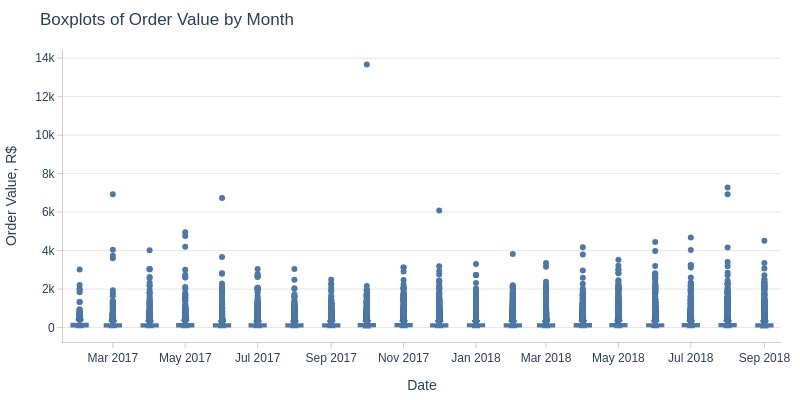 Boxplots of Order Value by Month
14k
12k
10k
8k
6k
4k
2k
0
Order Value, R$
Mar 2017 May 2017 Jul 2017 Sep 2017 Nov 2017 Jan 2018 Mar 2018 May 2018 Jul 2018 Sep 2018
Date